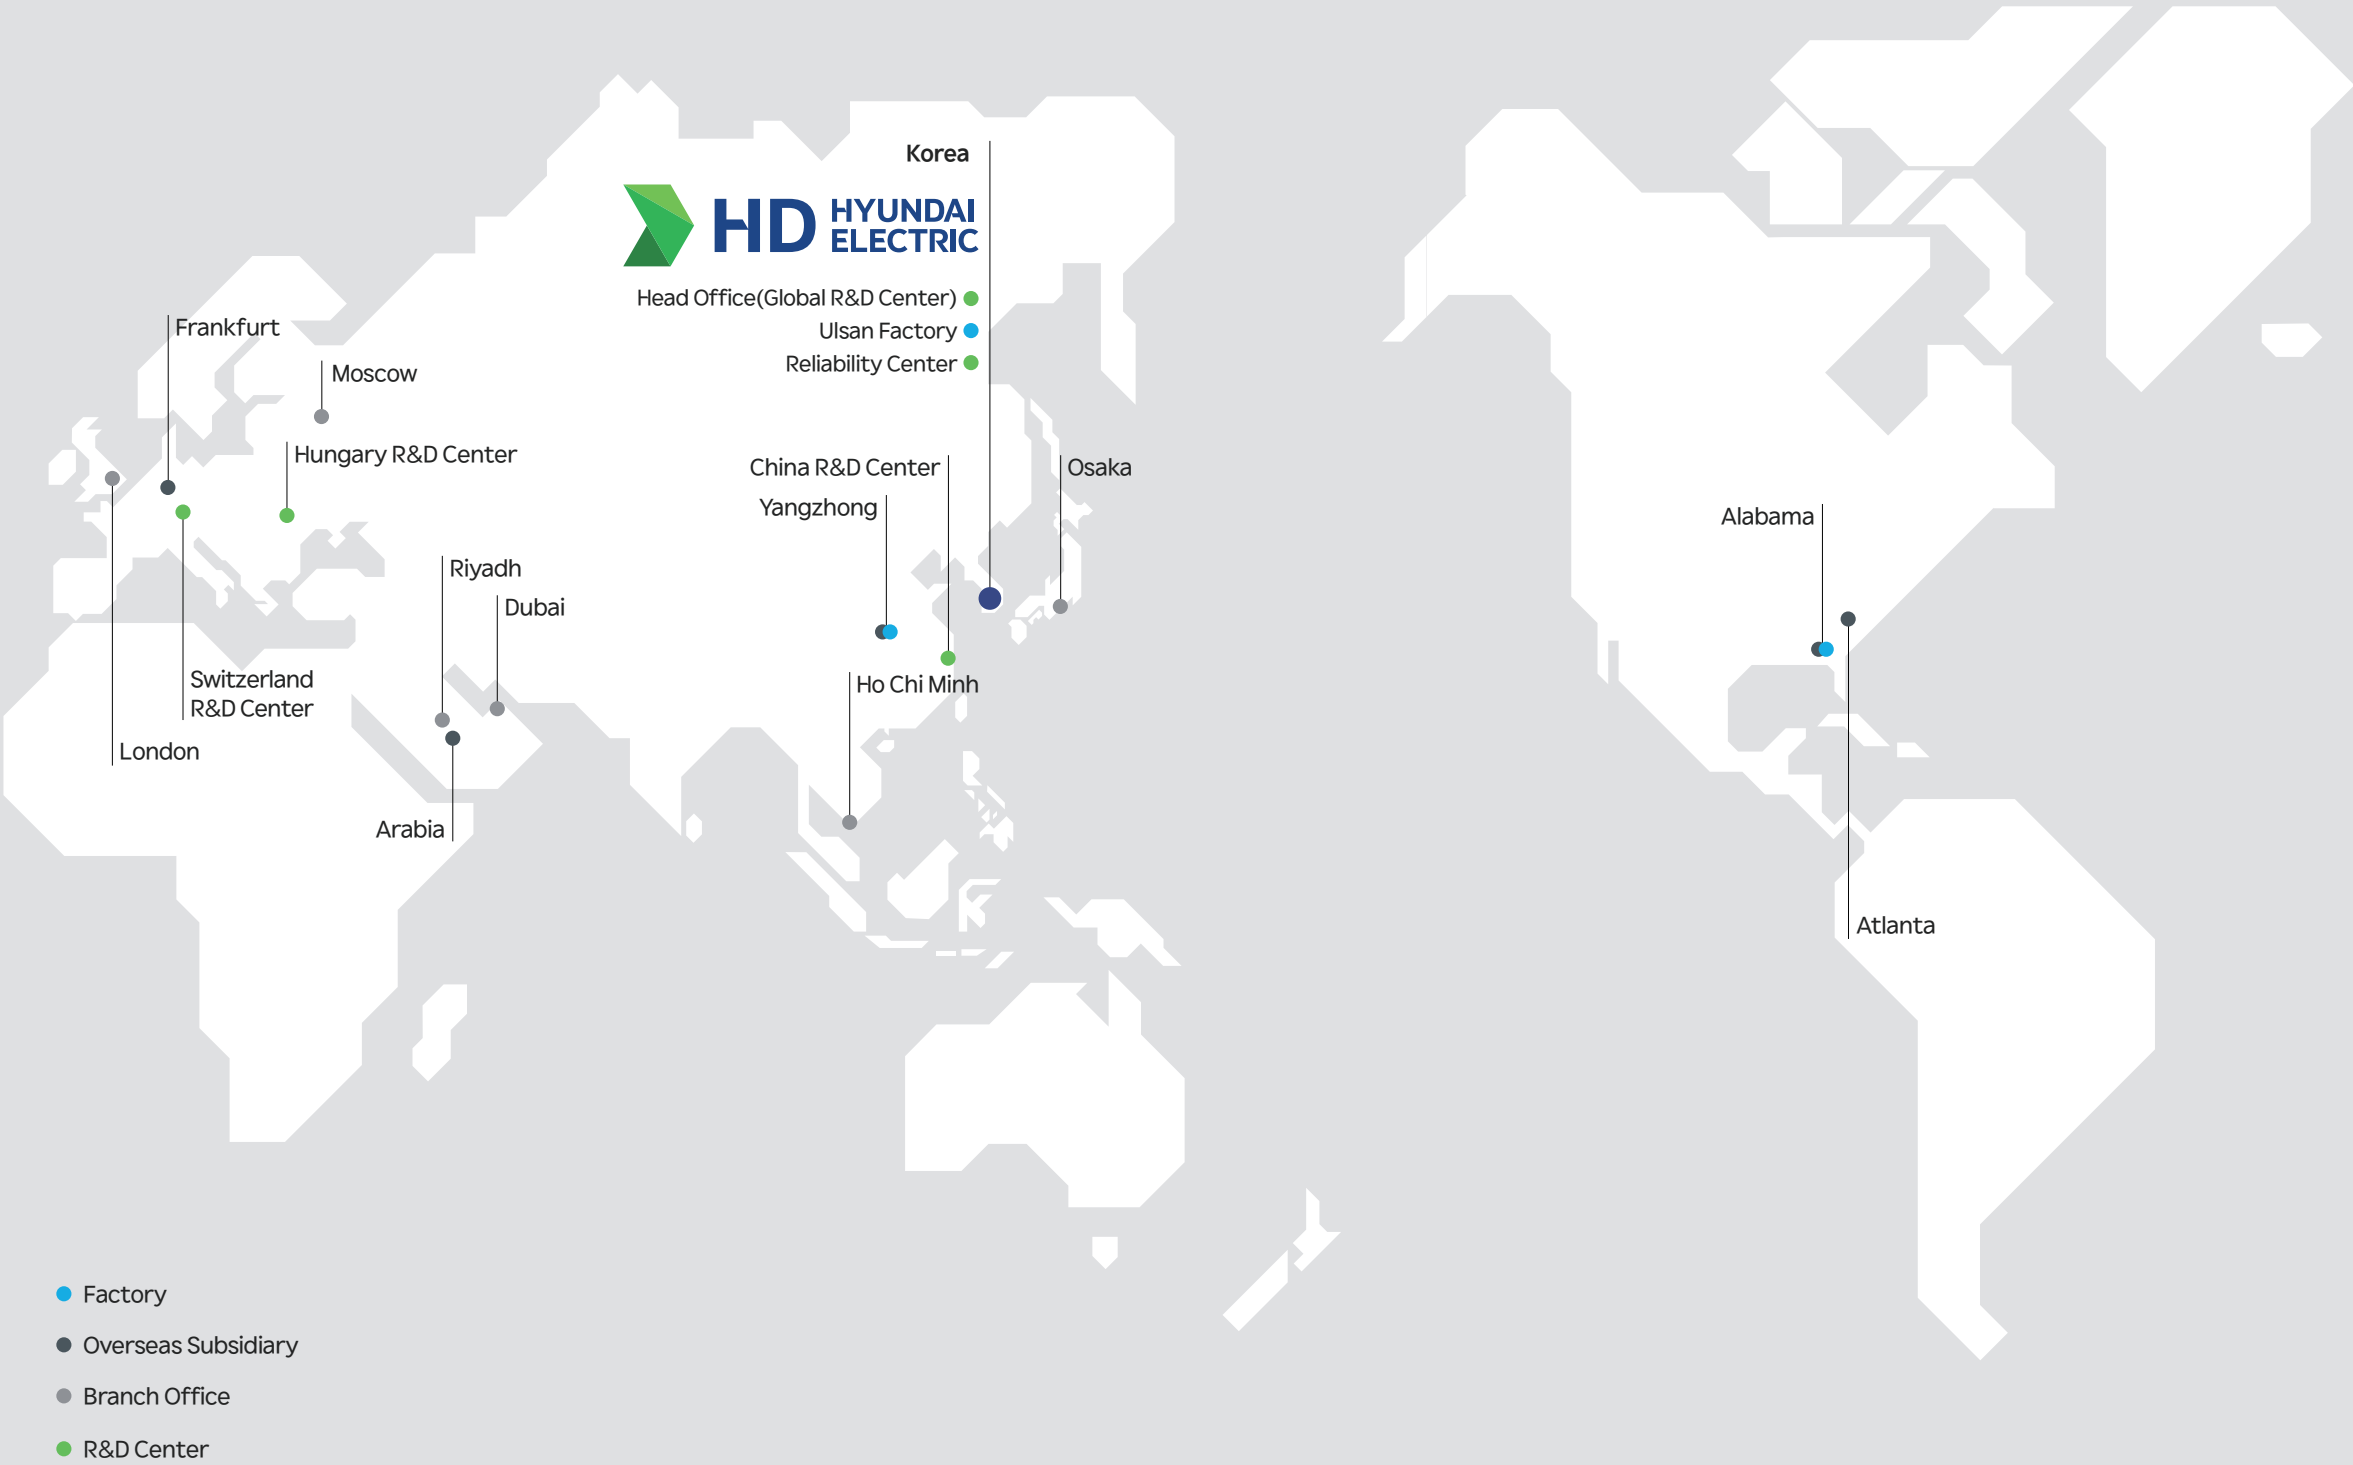 Korea
HD HYUNDAI
ELECTRIC
Head Office(Global R&D Center)
Ulsan Factory
Reliability Center
Frankfurt
Moscow
Hungary R&D Center
China R&D Center
Osaka
Yangzhong
Alabama
Riyadh
Dubai
Switzerland
R&D Center
Ho Chi Minh
London
Arabia
Atlanta
Factory
Overseas Subsidiary
Branch Office
R&D Center